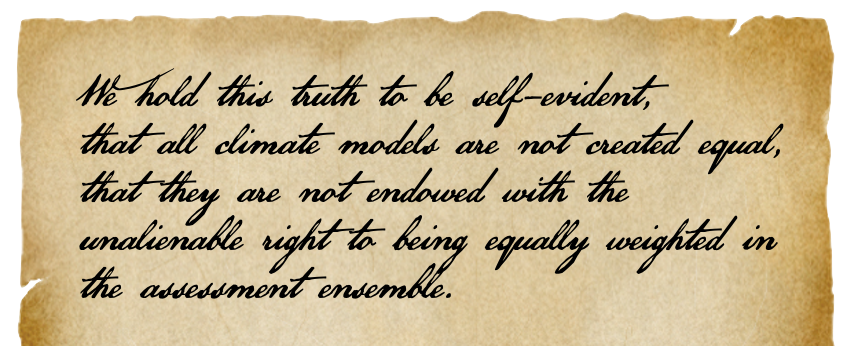 We hold this truth to be self-evident,
that all climate models are not created equal,
that they are not endowed with the
unalienable right to being equally weighted in
the assessment ensemble.